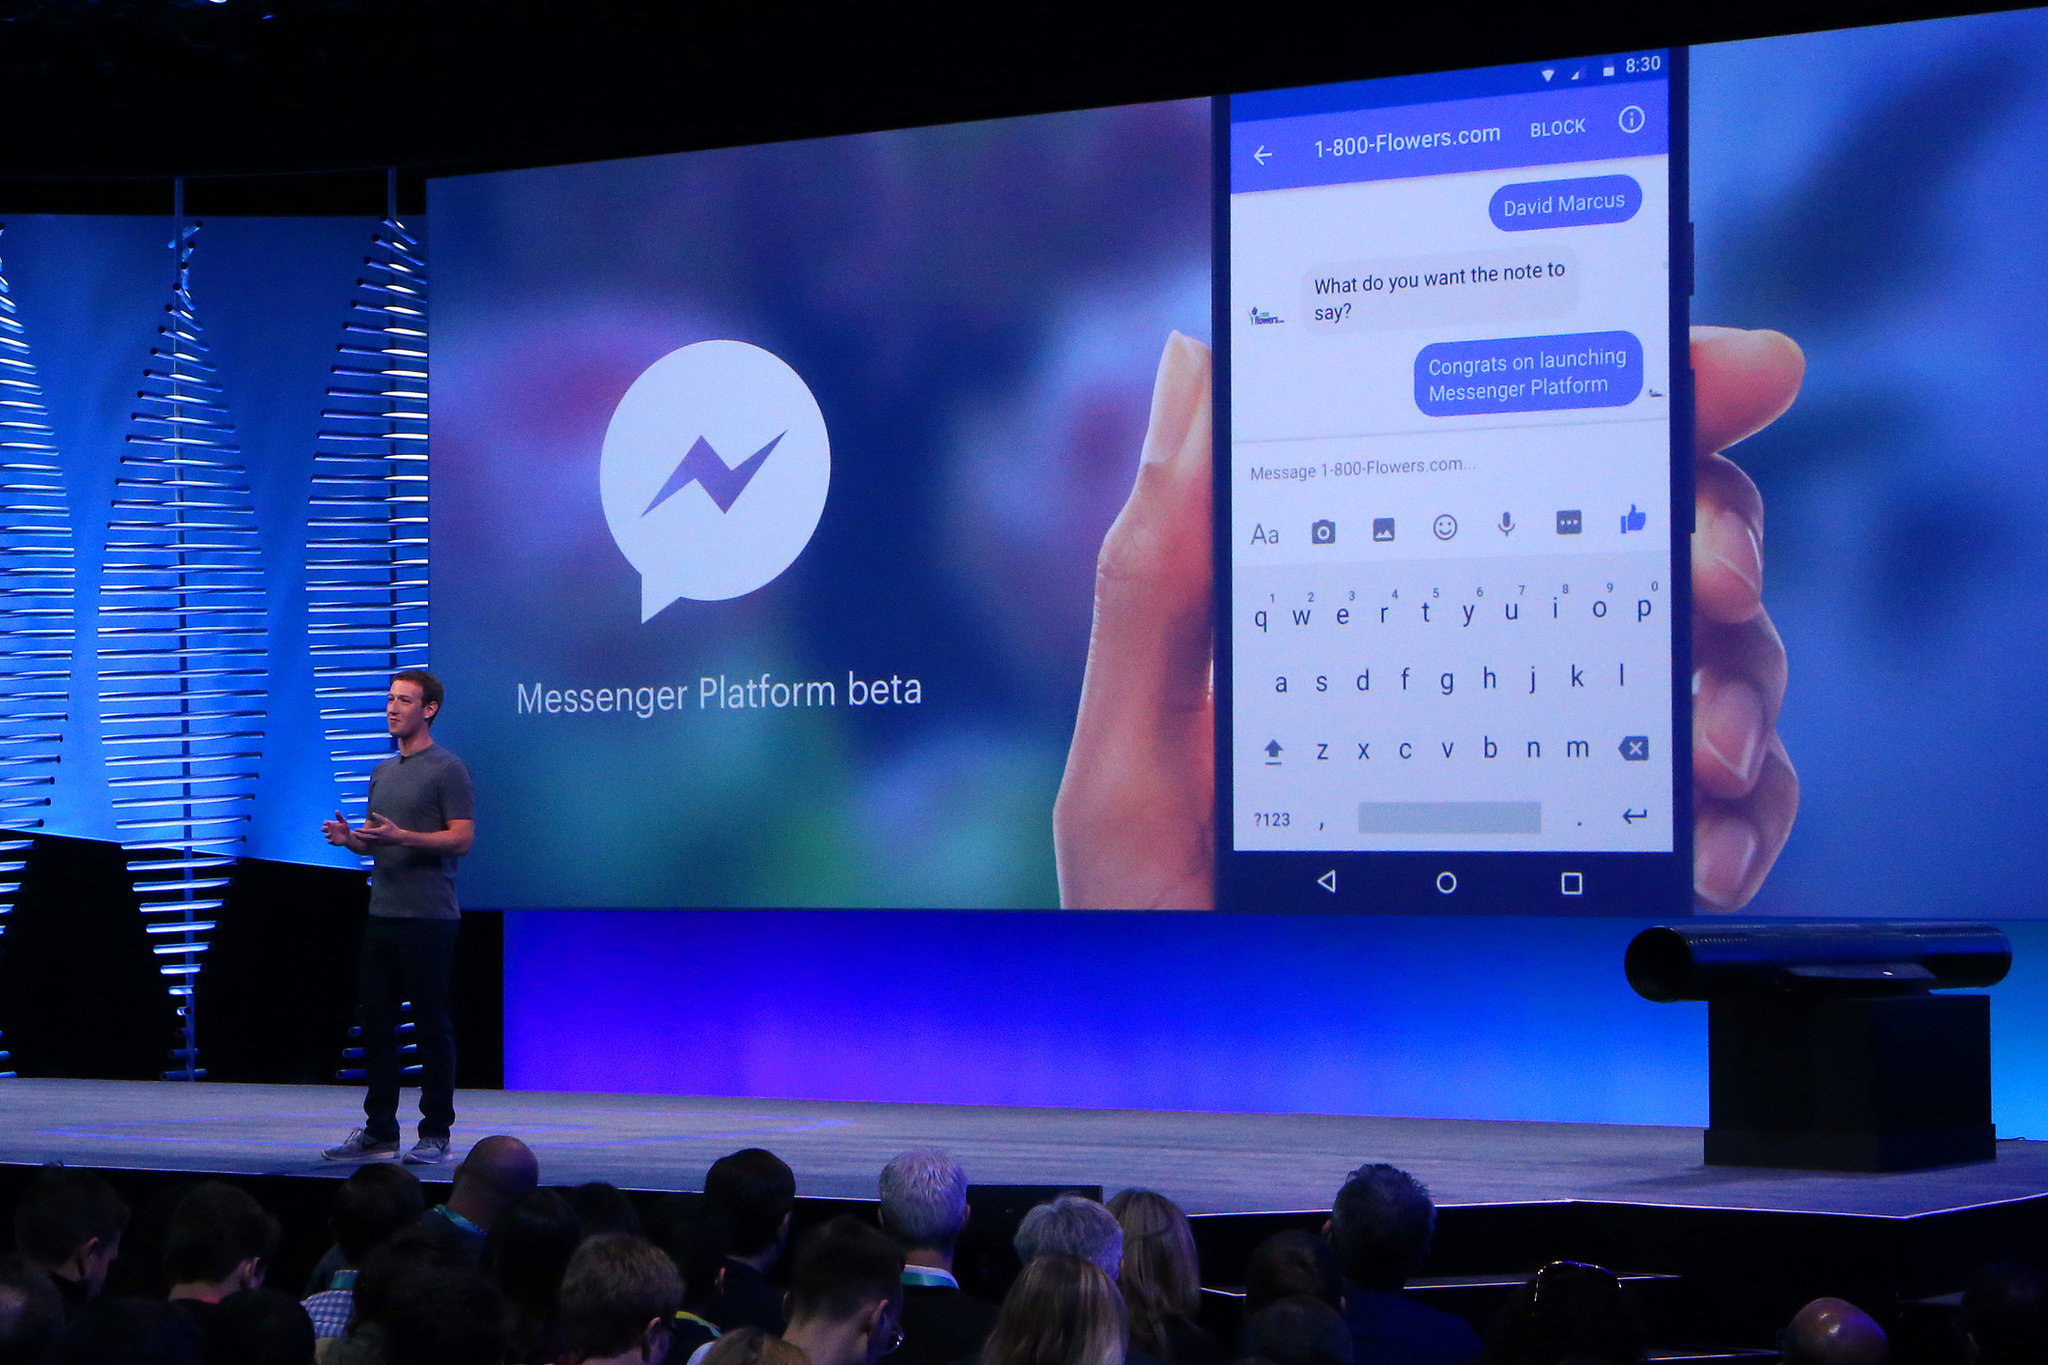 Messenger Platform beta
8:30
1-800-Flowers.com
BLOCK
David Marcus
What do you want the note to
say?
flowers
Congrats on launching
Messenger Platform
Message 1-800-Flowers.com...
Aa
1 2 3 4 5 6 7 8 9 0
q w e r t y u i o p
a s d f g h j k l
z x c v b n m
?123 , .